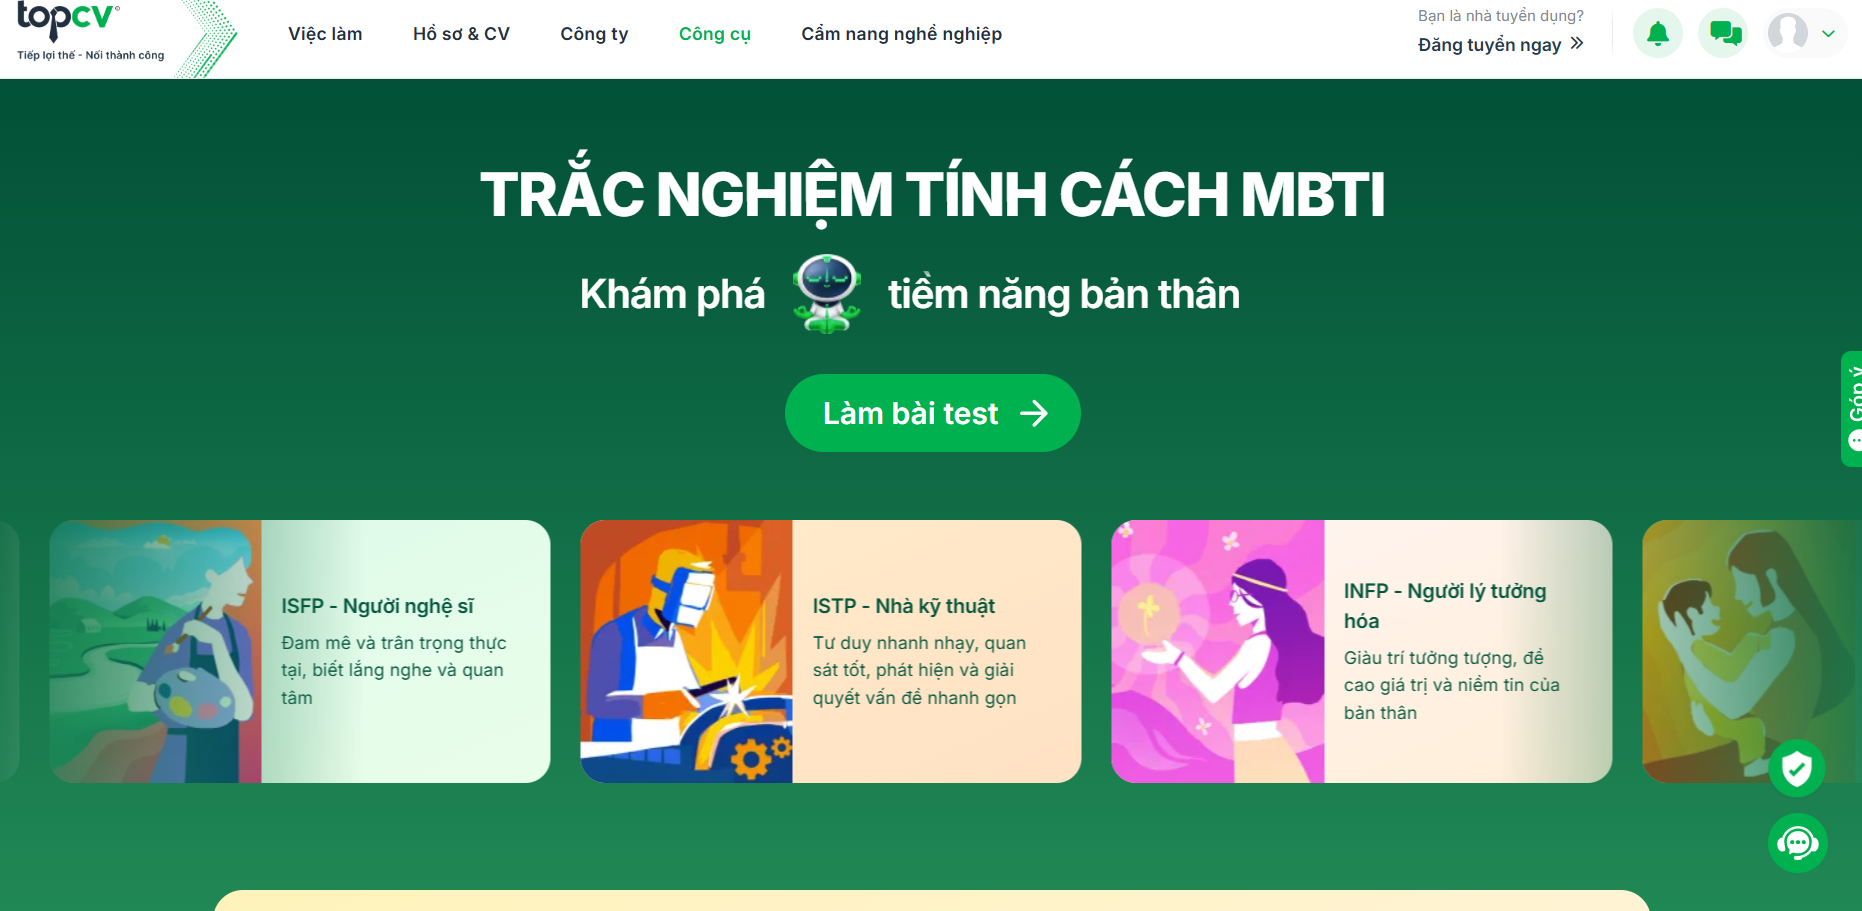 topcv
Tiếp lợi thế - Nối thành công
Việc làm
Hồ sơ & CV
Công ty
Công cụ
Cẩm nang nghề nghiệp
Bạn là nhà tuyển dụng?
Đăng tuyển ngay
TRẮC NGHIỆM TÍNH CÁCH MBTI
Khám phá tiềm năng bản thân
Làm bài test
Góp ý
ISFP - Người nghệ sĩ
Đam mê và trân trọng thực
tại, biết lắng nghe và quan
tâm
ISTP - Nhà kỹ thuật
Tư duy nhanh nhạy, quan
sát tốt, phát hiện và giải
quyết vấn đề nhanh gọn
INFP - Người lý tưởng
hóa
Giàu trí tưởng tượng, đề
cao giá trị và niềm tin của
bản thân